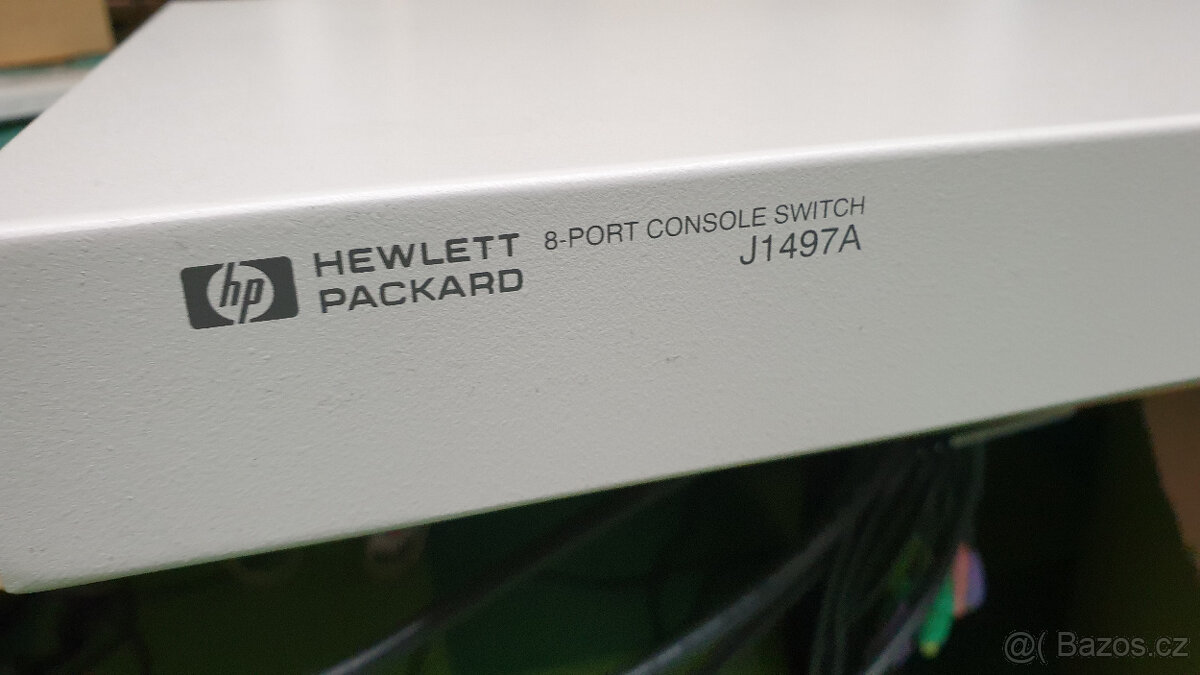 hp HEWLETT PACKARD
8-PORT CONSOLE SWITCH
J1497A
@( Bazos.cz